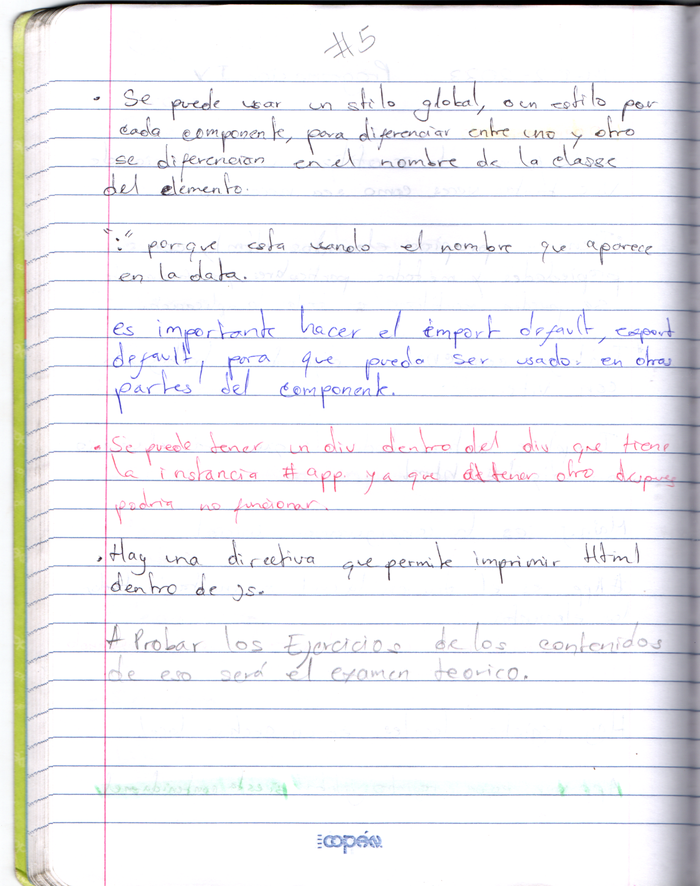 #5
. Se puede usar un stilo global, o un estilo por
cada componente, para diferenciar entre uno y otro
se diferencian en el nombre de la classe
del elemento.
":" porque esta usando el nombre que aparece
en la data.
es importante hacer el import default, export
default, para que pueda ser usado. en otras
partes del componente.
. Se puede tener un div dentro del div que tiene
la instancia #app. ya que tener otro despues
podria no funcionar.
. Hay una directiva que permite imprimir Html
dentro de js.
A Probar los Ejercicios de los contenidos
de eso será el examen teorico.
copán